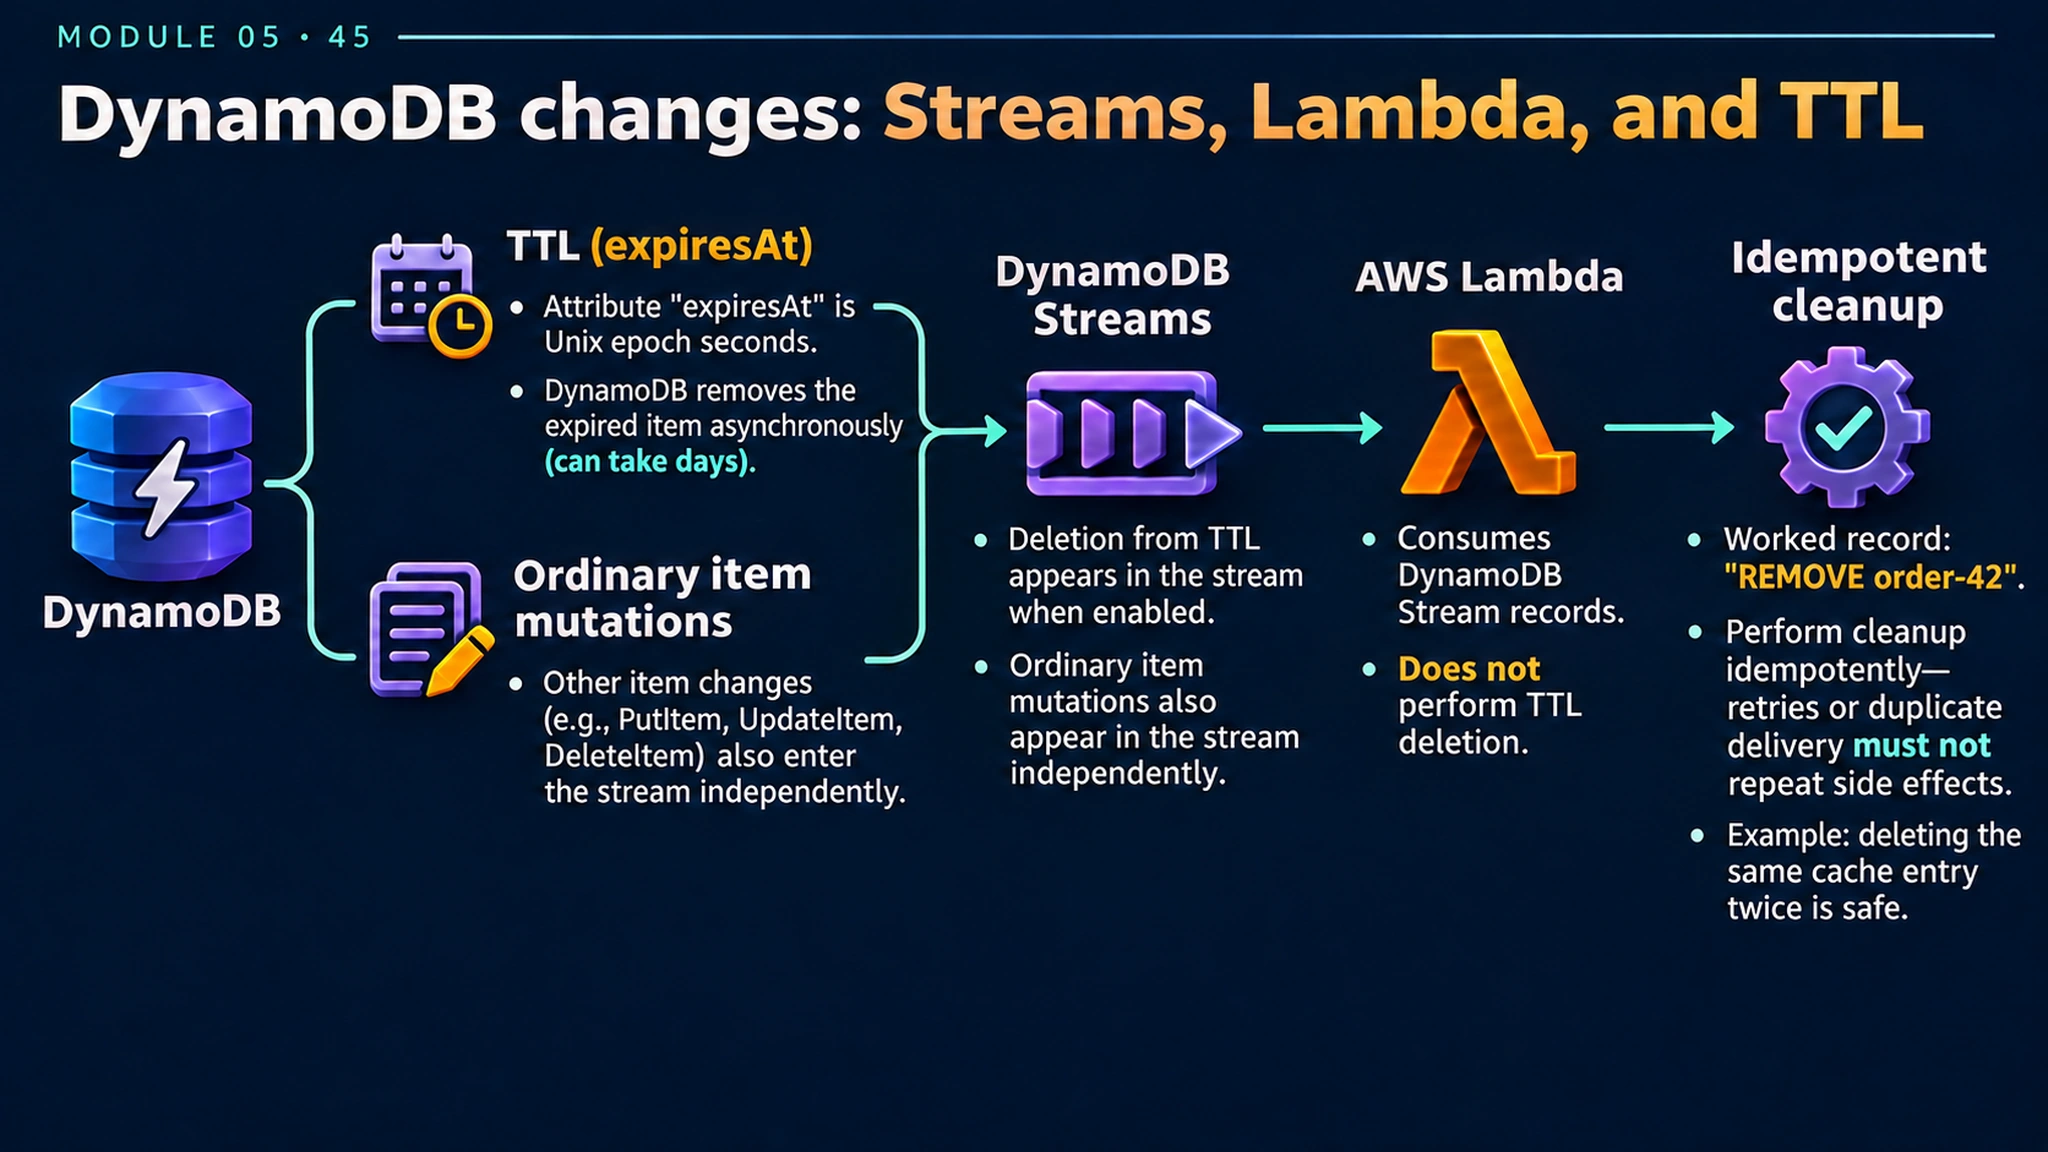 MODULE 05 • 45
DynamoDB changes: Streams, Lambda, and TTL
DynamoDB
TTL (expiresAt)
• Attribute "expiresAt" is
Unix epoch seconds.
• DynamoDB removes the
expired item asynchronously
(can take days).
Ordinary item
mutations
• Other item changes
(e.g., PutItem, UpdateItem,
DeleteItem) also enter
the stream independently.
DynamoDB
Streams
• Deletion from TTL
appears in the stream
when enabled.
• Ordinary item
mutations also
appear in the stream
independently.
AWS Lambda
• Consumes
DynamoDB
Stream records.
• Does not
perform TTL
deletion.
Idempotent
cleanup
• Worked record:
"REMOVE order-42".
• Perform cleanup
idempotently—
retries or duplicate
delivery must not
repeat side effects.
• Example: deleting the
same cache entry
twice is safe.